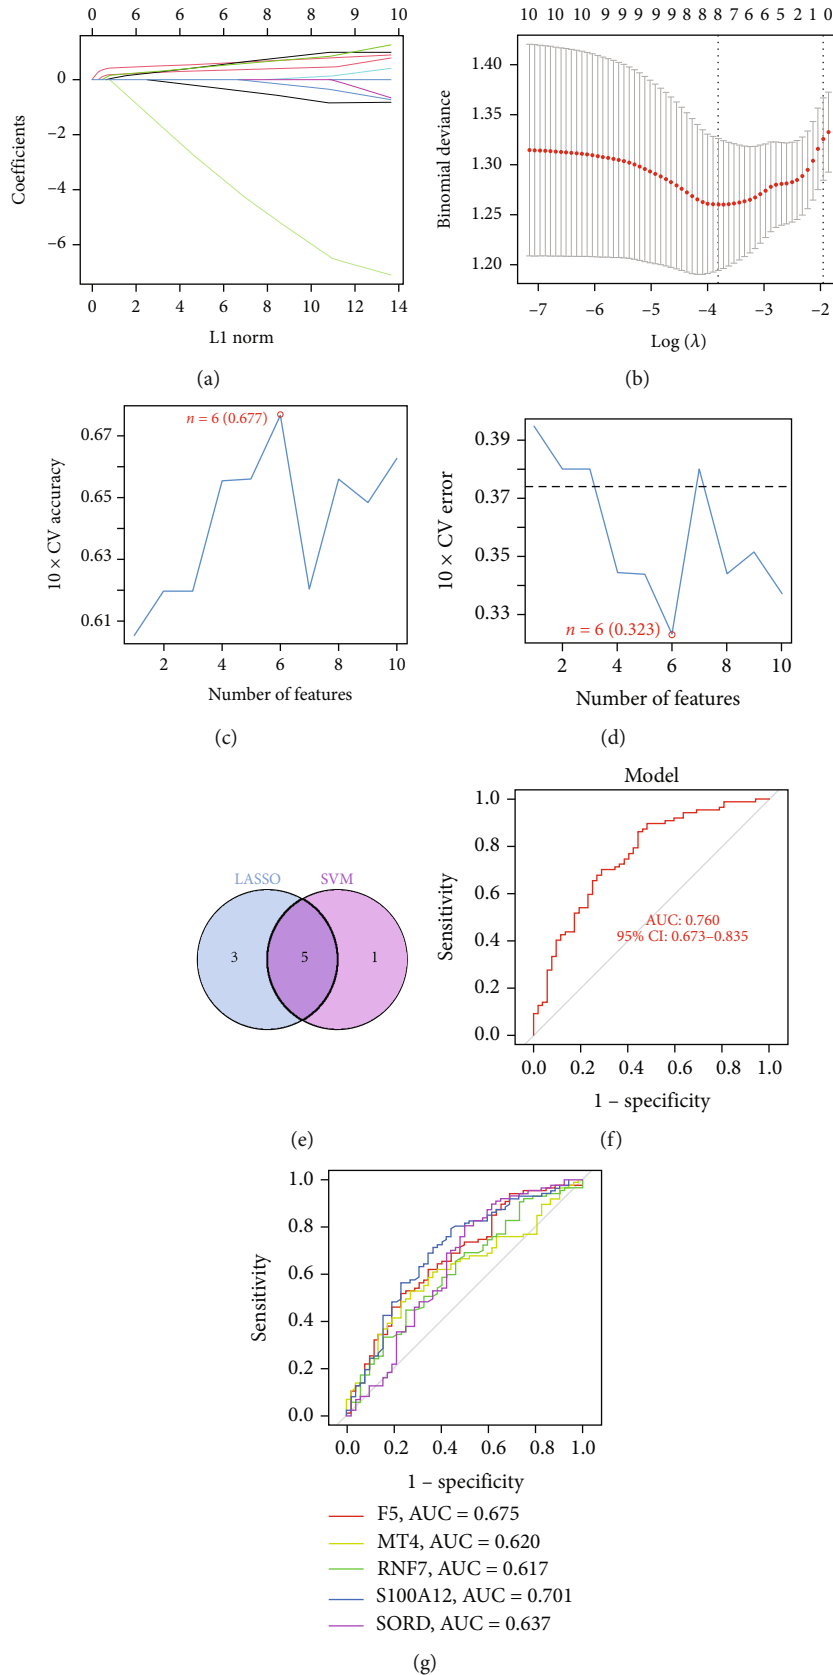 0 4 6 8 9 10
Coefficients
0
−2
−4
−6
0 2 4 6 8 10 12 14
L1 norm
(a)
10 10 10 9 9 9 9 9 8 8 8 7 6 6 5 2 1 0
Binomial deviance
1.40
1.35
1.30
1.25
1.20
−7 −6 −5 −4 −3 −2
Log (λ)
(b)
10 × CV accuracy
0.67
0.65
0.63
0.61
n = 6 (0.677)
2 4 6 8 10
Number of features
(c)
10 × CV error
0.39
0.37
0.35
0.33
n = 6 (0.323)
2 4 6 8 10
Number of features
(d)
LASSO SVM
3 5 1
(e)
Model
Sensitivity
1.0
0.8
0.6
0.4
0.2
0.0
AUC: 0.760
95% CI: 0.673–0.835
0.0 0.2 0.4 0.6 0.8 1.0
1 – specificity
(f)
Sensitivity
1.0
0.8
0.6
0.4
0.2
0.0
0.0 0.2 0.4 0.6 0.8 1.0
1 – specificity
F5, AUC = 0.675
MT4, AUC = 0.620
RNF7, AUC = 0.617
S100A12, AUC = 0.701
SORD, AUC = 0.637
(g)